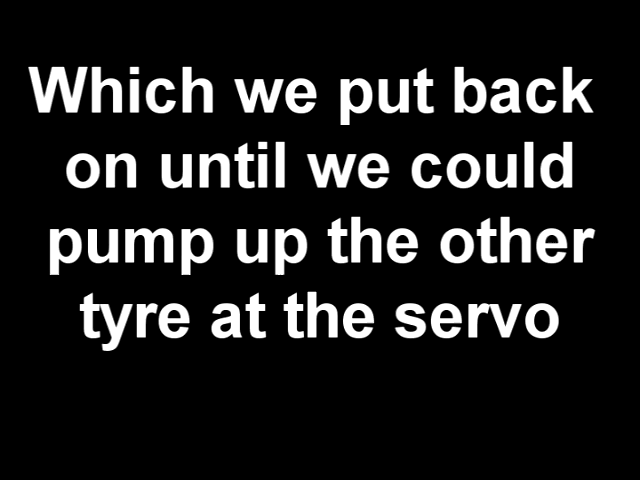 Which we put back
on until we could
pump up the other
tyre at the servo